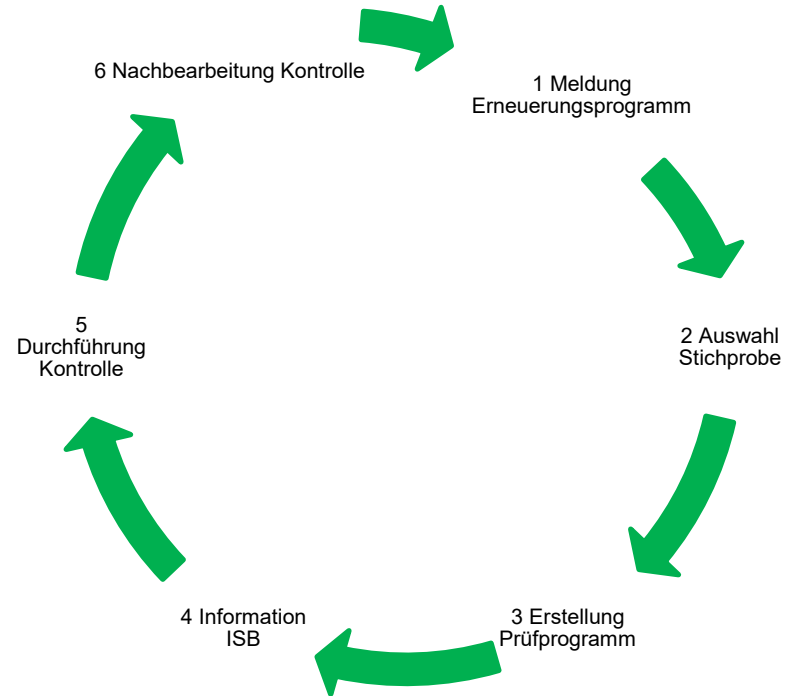 1 Meldung
Erneuerungsprogramm
2 Auswahl
Stichprobe
3 Erstellung
Prüfprogramm
4 Information
ISB
5
Durchführung
Kontrolle
6 Nachbearbeitung Kontrolle